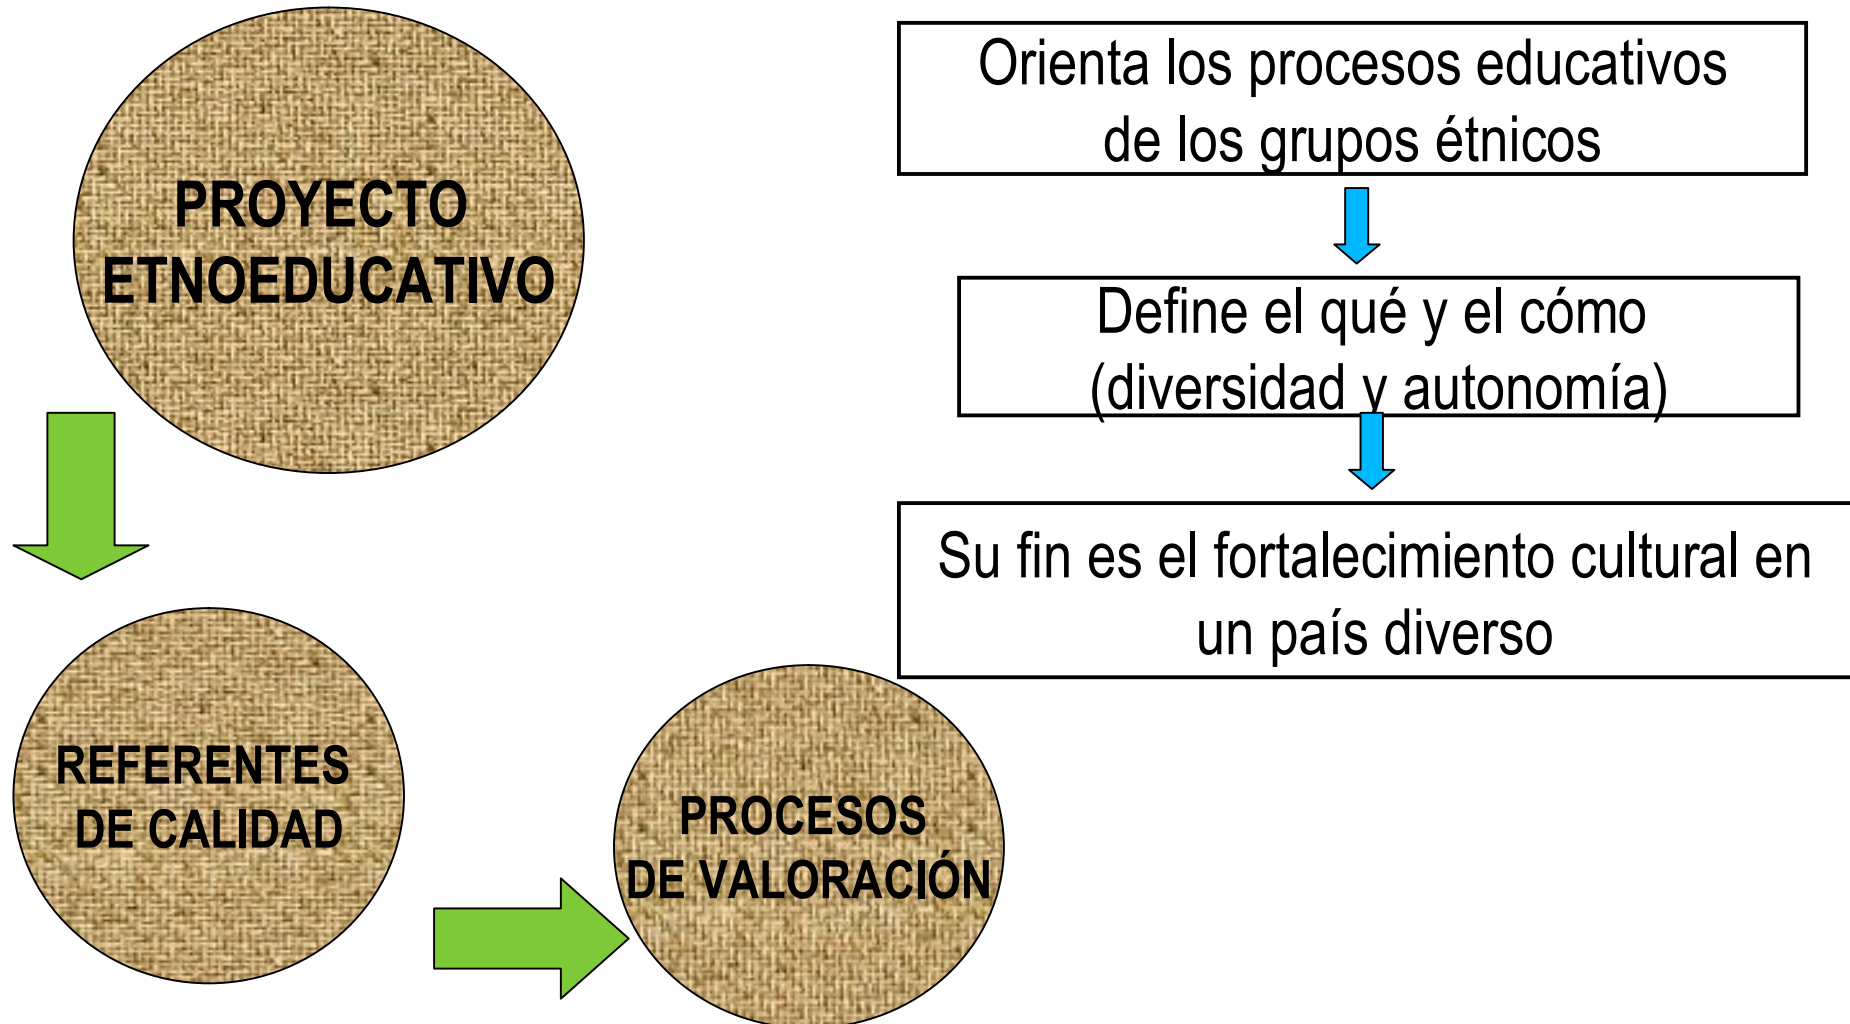 PROYECTO
ETNOEDUCATIVO
Orienta los procesos educativos
de los grupos étnicos
Define el qué y el cómo
(diversidad y autonomía)
Su fin es el fortalecimiento cultural en
un país diverso
REFERENTES
DE CALIDAD
PROCESOS
DE VALORACIÓN